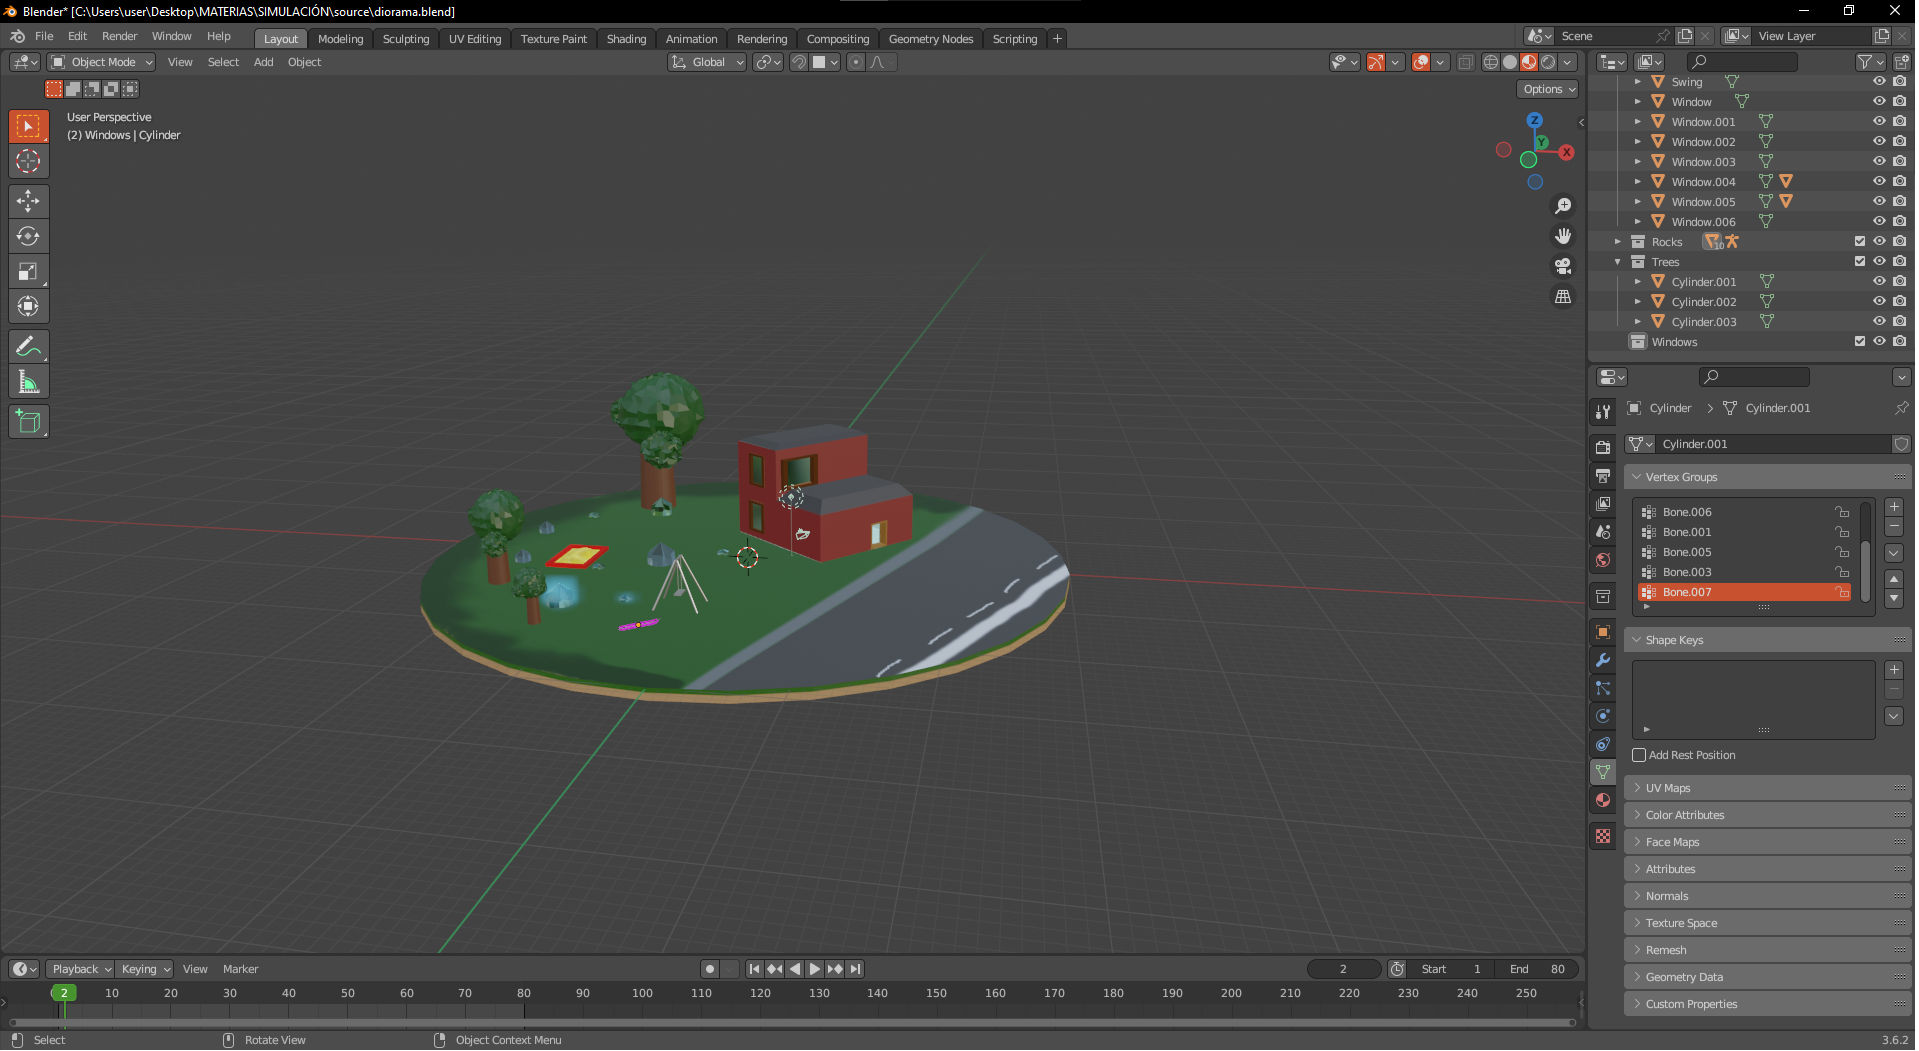 Blender* [C:\Users\user\Desktop\MATERIAS\SIMULACIÓN\source\diorama.blend]
File Edit Render Window Help Layout Modeling Sculpting UV Editing Texture Paint Shading Animation Rendering Compositing Geometry Nodes Scripting + Scene View Layer
Object Mode View Select Add Object Global
Options
User Perspective
(2) Windows | Cylinder
Z
Y
X
Swing
Window
Window.001
Window.002
Window.003
Window.004
Window.005
Window.006
Rocks 10
Trees
Cylinder.001
Cylinder.002
Cylinder.003
Windows
Cylinder > Cylinder.001
Cylinder.001
Vertex Groups
Bone.006
Bone.001
Bone.005
Bone.003
Bone.007
Shape Keys
Add Rest Position
UV Maps
Color Attributes
Face Maps
Attributes
Normals
Texture Space
Remesh
Geometry Data
Custom Properties
Playback Keying View Marker 2 Start 1 End 80
2 10 20 30 40 50 60 70 80 90 100 110 120 130 140 150 160 170 180 190 200 210 220 230 240 250
Select Rotate View Object Context Menu 3.6.2